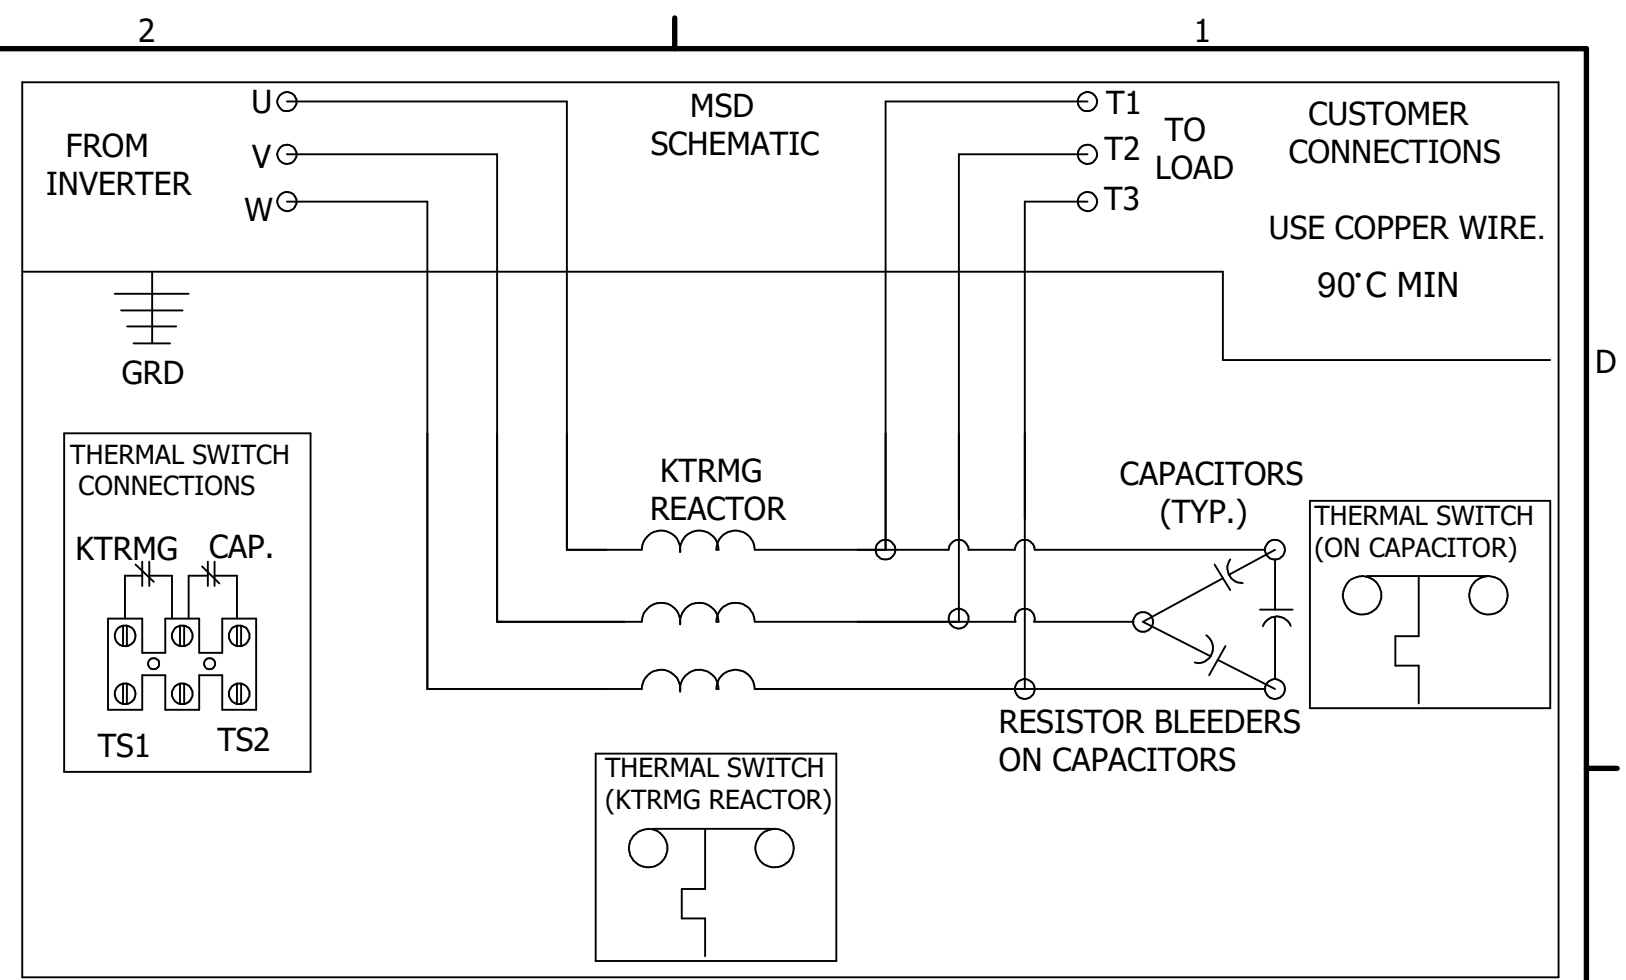 2
1
U
MSD
SCHEMATIC
T1
CUSTOMER
CONNECTIONS
FROM
INVERTER
V
T2
TO
LOAD
W
T3
USE COPPER WIRE.
90°C MIN
GRD
D
THERMAL SWITCH
CONNECTIONS
KTRMG
CAP.
TS1
TS2
KTRMG
REACTOR
CAPACITORS
(TYP.)
THERMAL SWITCH
(ON CAPACITOR)
RESISTOR BLEEDERS
ON CAPACITORS
THERMAL SWITCH
(KTRMG REACTOR)